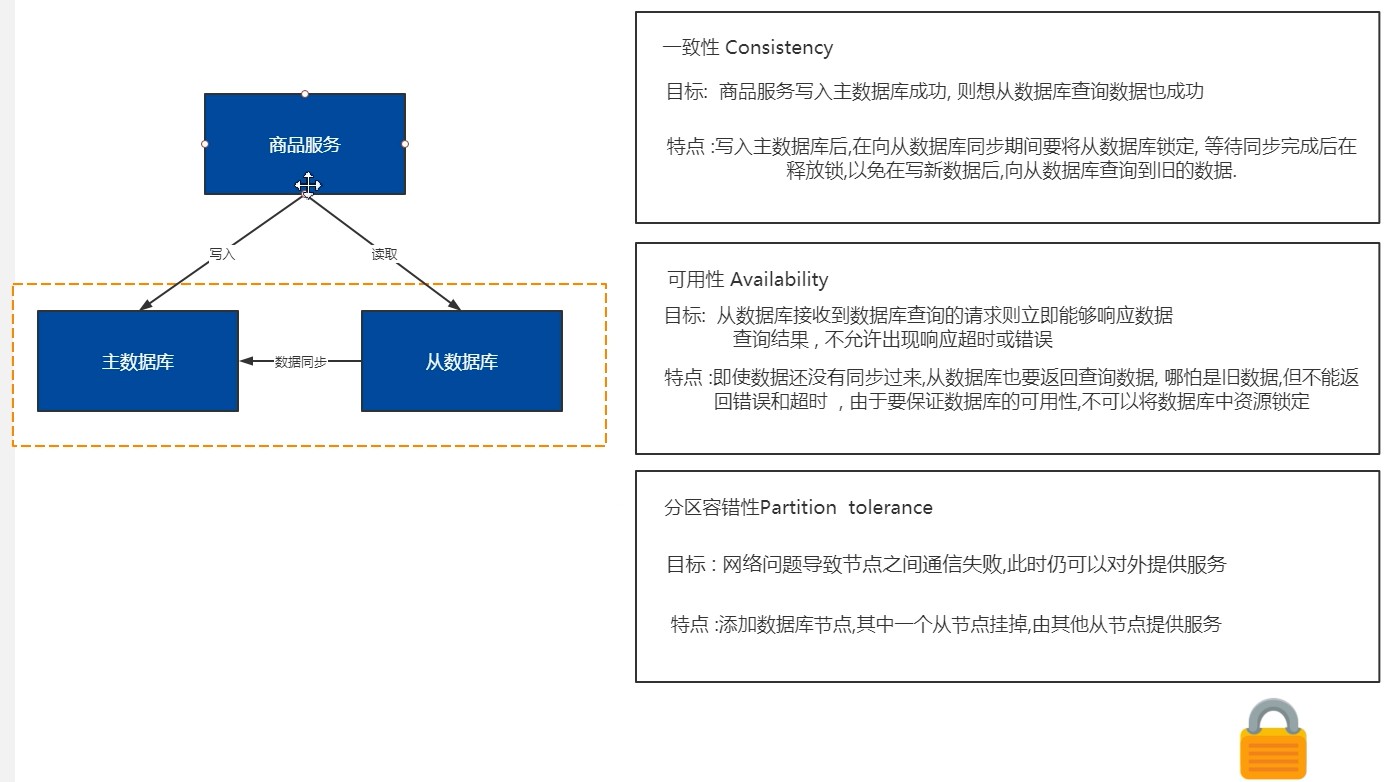 商品服务
写入
读取
主数据库
数据同步
从数据库
一致性 Consistency
目标:  商品服务写入主数据库成功, 则想从数据库查询数据也成功
特点 :写入主数据库后,在向从数据库同步期间要将从数据库锁定, 等待同步完成后在
释放锁,以免在写新数据后,向从数据库查询到旧的数据.
可用性 Availability
目标:  从数据库接收到数据库查询的请求则立即能够响应数据
查询结果 , 不允许出现响应超时或错误
特点 :即使数据还没有同步过来,从数据库也要返回查询数据, 哪怕是旧数据,但不能返
回错误和超时  , 由于要保证数据库的可用性,不可以将数据库中资源锁定
分区容错性Partition  tolerance
目标 : 网络问题导致节点之间通信失败,此时仍可以对外提供服务
特点 :添加数据库节点,其中一个从节点挂掉,由其他从节点提供服务